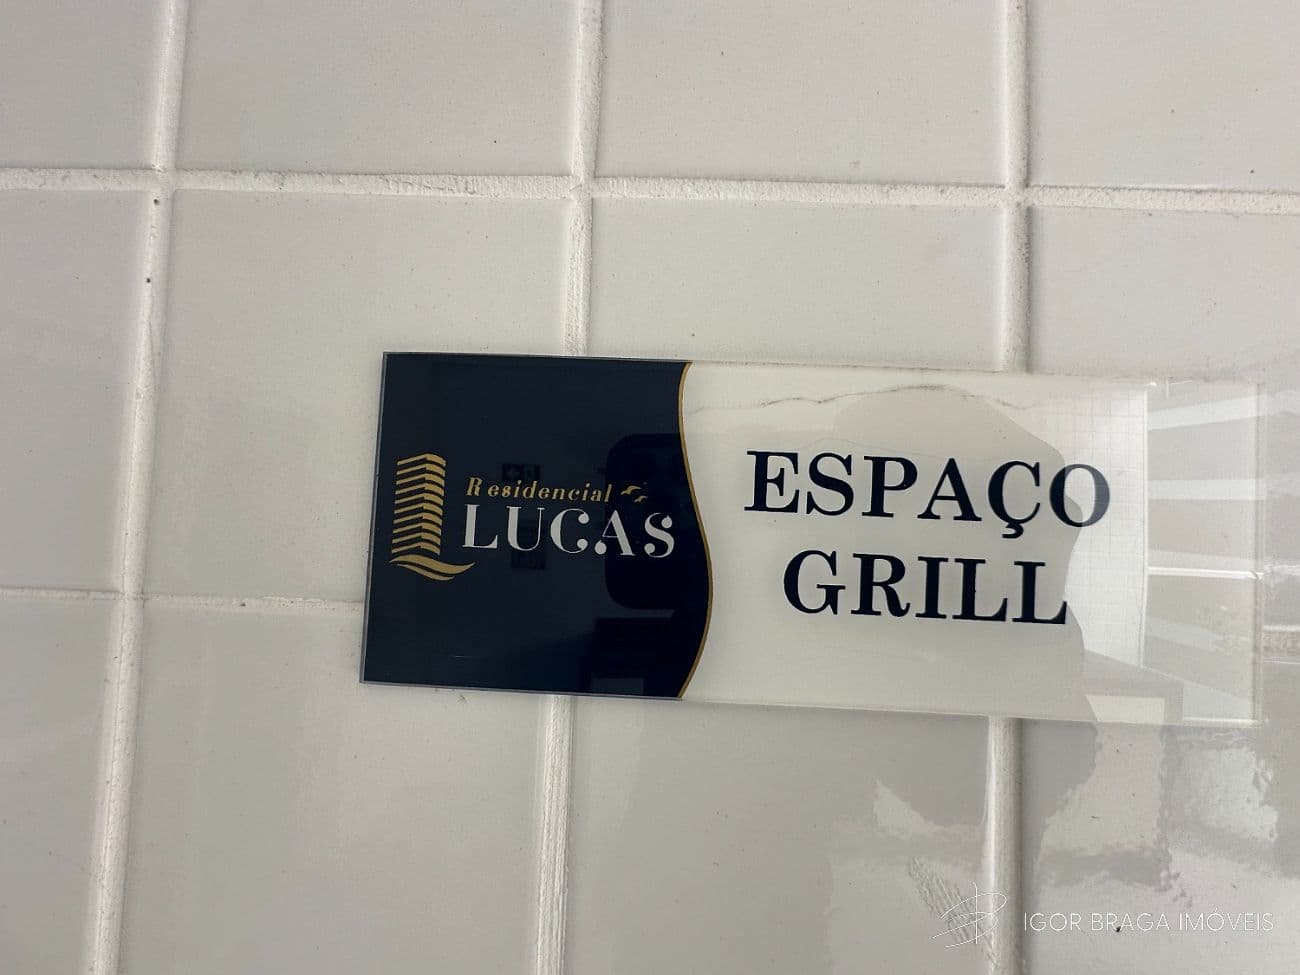 Residencial
LUCAS
ESPAÇO
GRILL
IGOR BRAGA IMÓVEIS